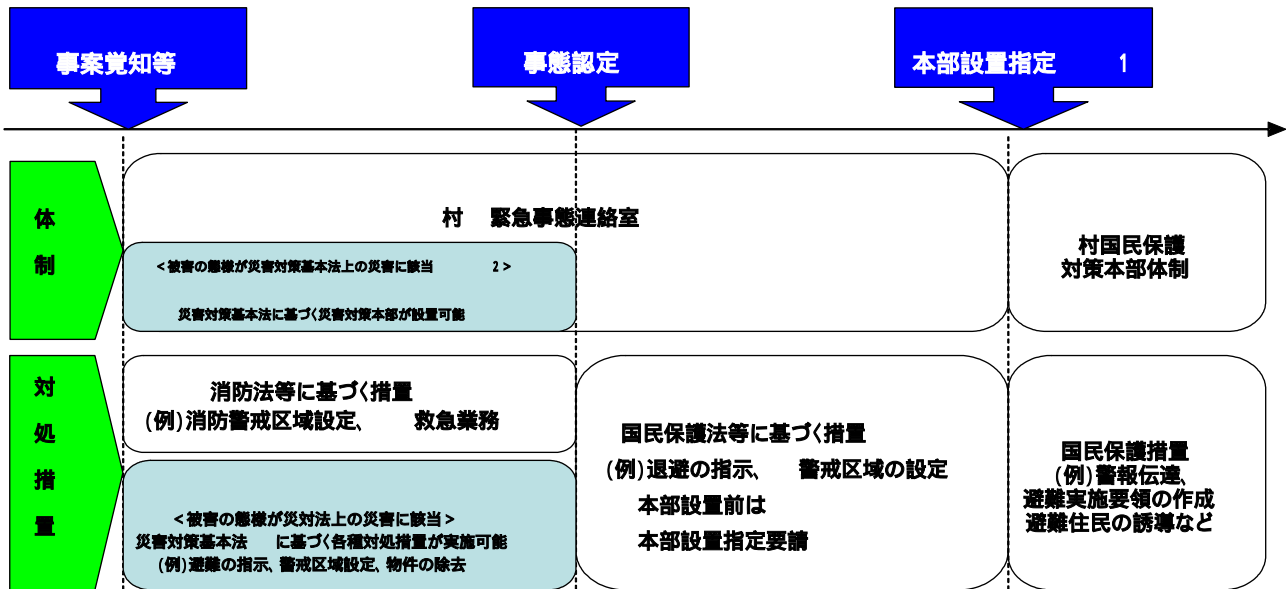 事案覚知等
事態認定
本部設置指定 1
体制
村 緊急事態連絡室
<被害の態様が災害対策基本法上の災害に該当 2>
災害対策基本法に基づく災害対策本部が設置可能
村国民保護
対策本部体制
対処措置
消防法等に基づく措置
(例)消防警戒区域設定、 救急業務
<被害の態様が災対法上の災害に該当>
災害対策基本法 に基づく各種対処措置が実施可能
(例)避難の指示、警戒区域設定、物件の除去
国民保護法等に基づく措置
(例)退避の指示、 警戒区域の設定
本部設置前は
本部設置指定要請
国民保護措置
(例)警報伝達、
避難実施要領の作成
避難住民の誘導など